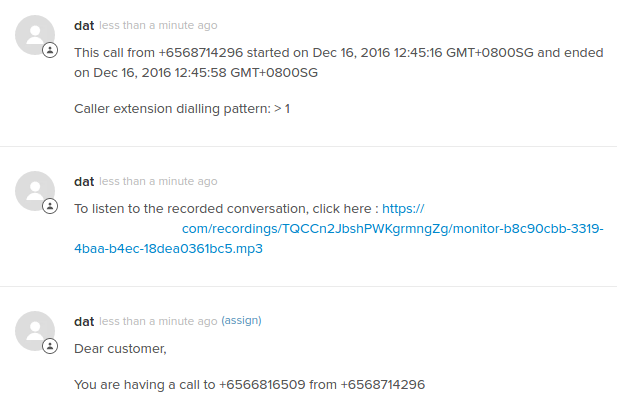 dat less than a minute ago
This call from +6568714296 started on Dec 16, 2016 12:45:16 GMT+0800SG and ended
on Dec 16, 2016 12:45:58 GMT+0800SG
Caller extension dialling pattern: > 1
dat less than a minute ago
To listen to the recorded conversation, click here : https://
com/recordings/TQCCn2JbshPWKgrmngZg/monitor-b8c90cbb-3319-
4baa-b4ec-18dea0361bc5.mp3
dat less than a minute ago (assign)
Dear customer,
You are having a call to +6566816509 from +6568714296